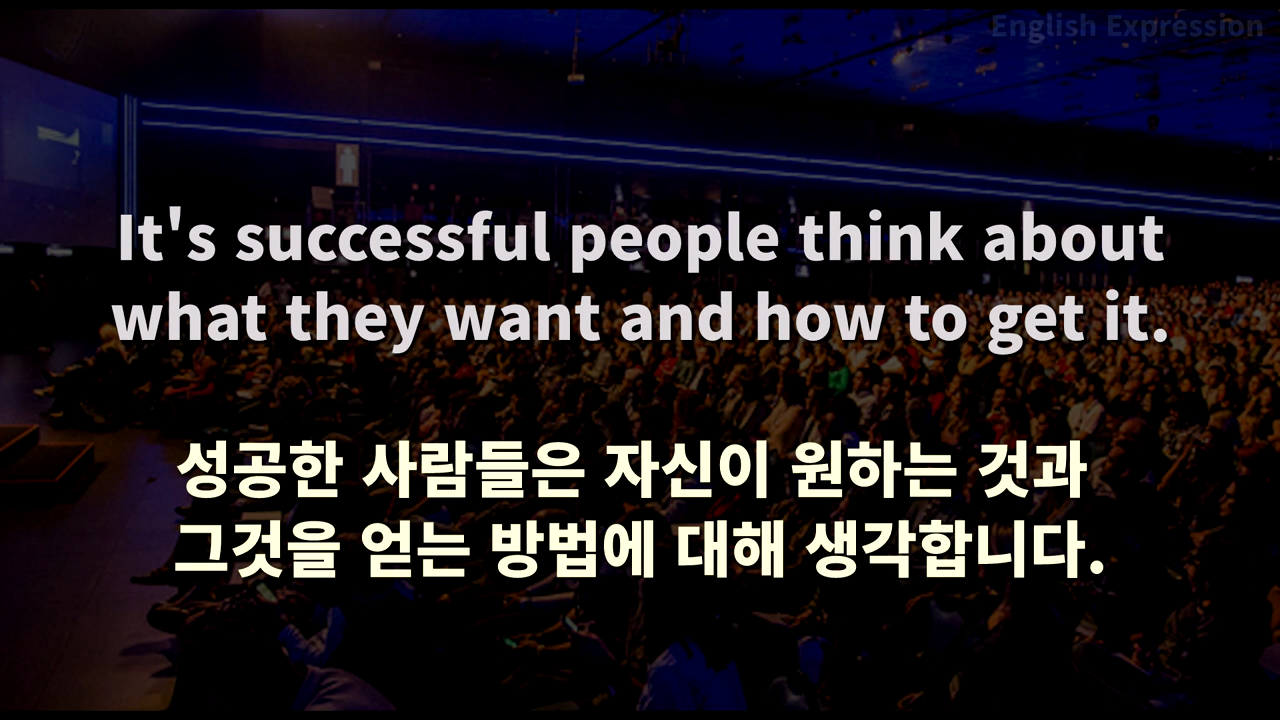 English Expression
It's successful people think about
what they want and how to get it.
성공한 사람들은 자신이 원하는 것과
그것을 얻는 방법에 대해 생각합니다.